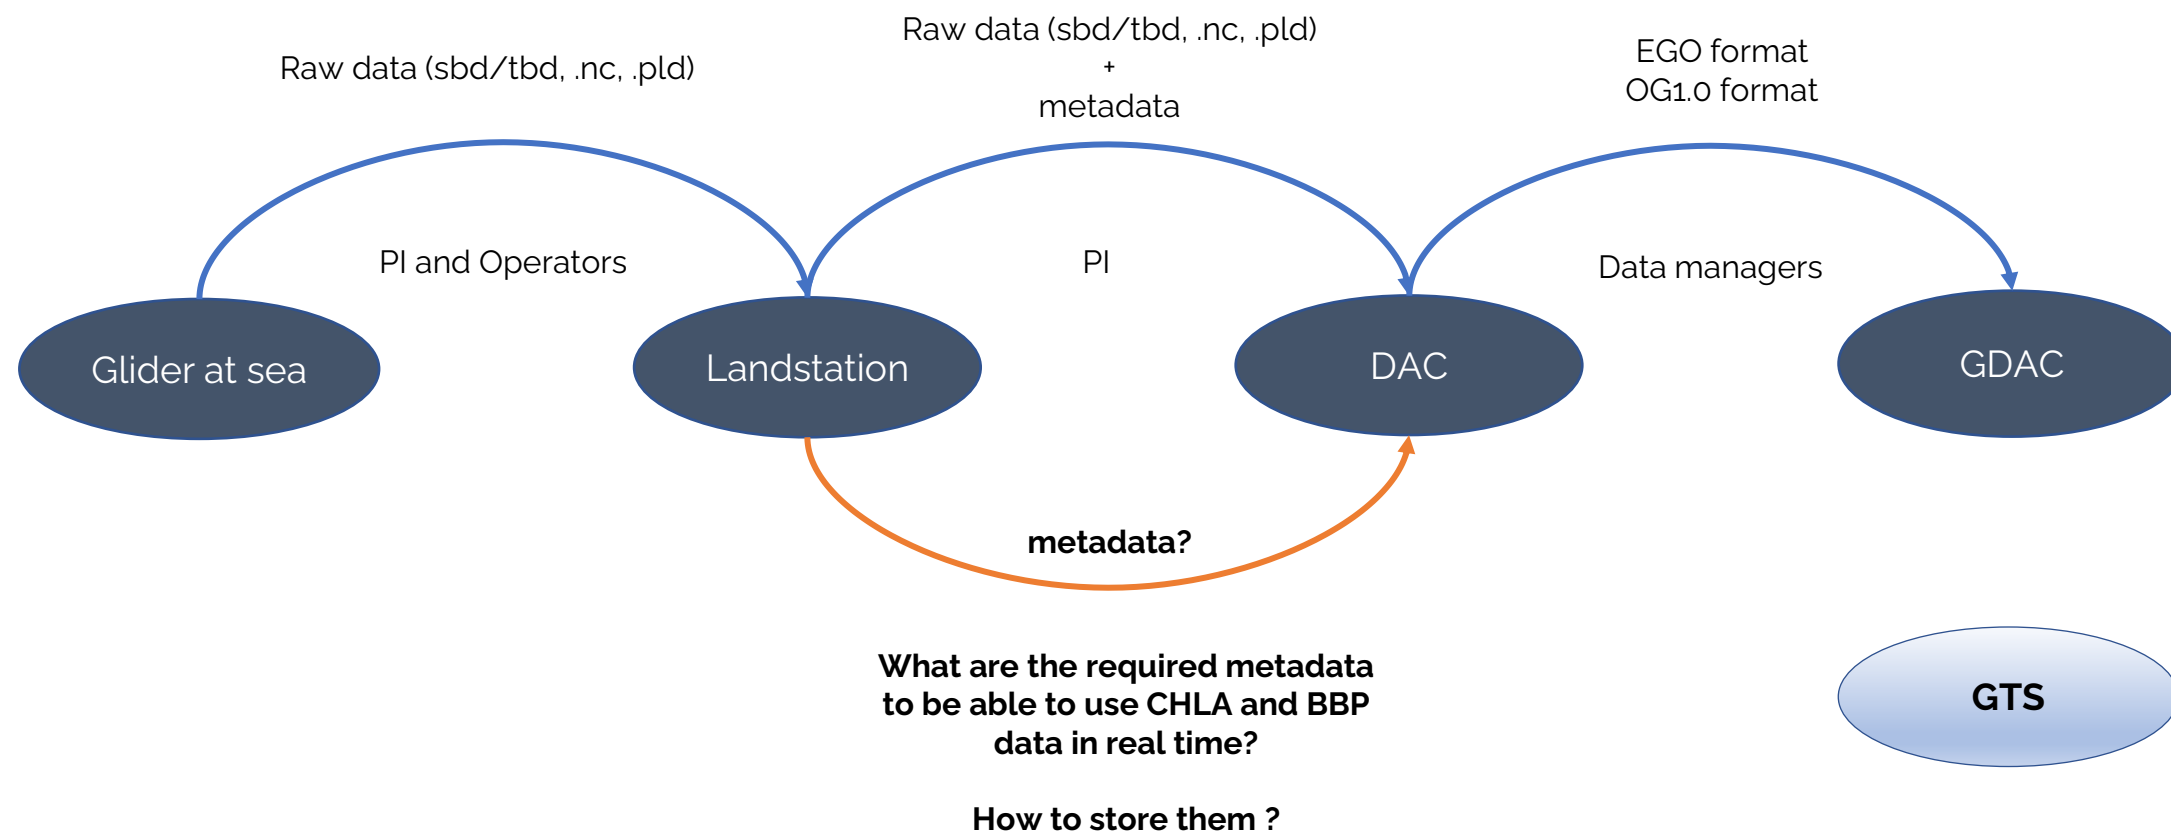 Raw data (sbd/tbd, .nc, .pld)
PI and Operators
Raw data (sbd/tbd, .nc, .pld)
+
metadata
PI
EGO format
OG1.0 format
Data managers
Glider at sea
Landstation
DAC
GDAC
metadata?
What are the required metadata
to be able to use CHLA and BBP
data in real time?
How to store them ?
GTS